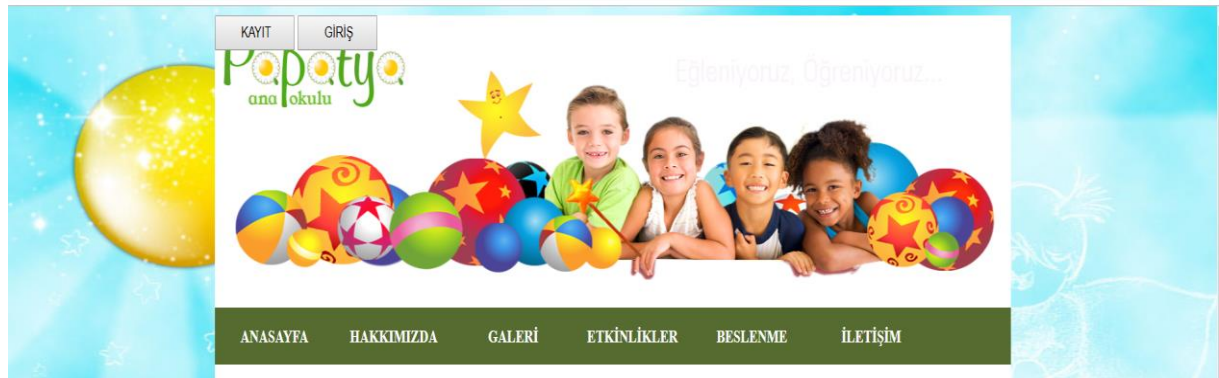 KAYIT GİRİŞ
Papatya
ana okulu
Eğleniyoruz, Öğreniyoruz...
ANASAYFA HAKKIMIZDA GALERİ ETKİNLİKLER BESLENME İLETİŞİM